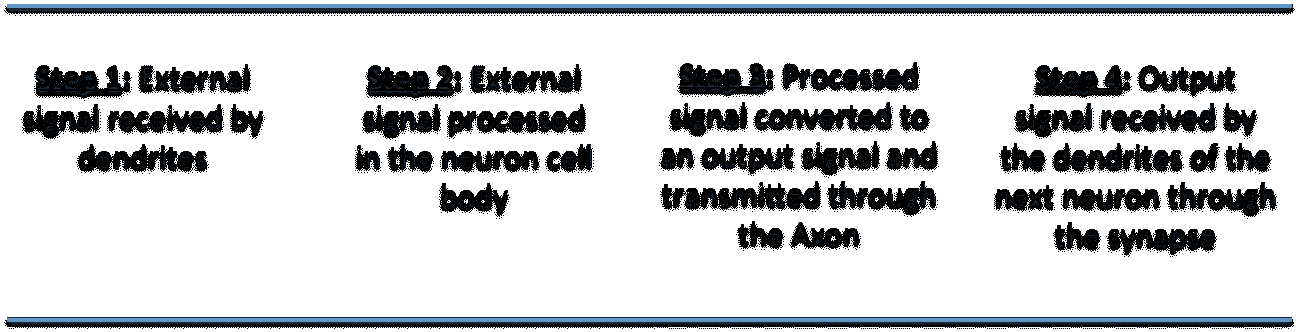 Step 1: External
signal received by
dendrites
Step 2: External
signal processed
in the neuron cell
body
Step 3: Processed
signal converted to
an output signal and
transmitted through
the Axon
Step 4: Output
signal received by
the dendrites of the
next neuron through
the synapse